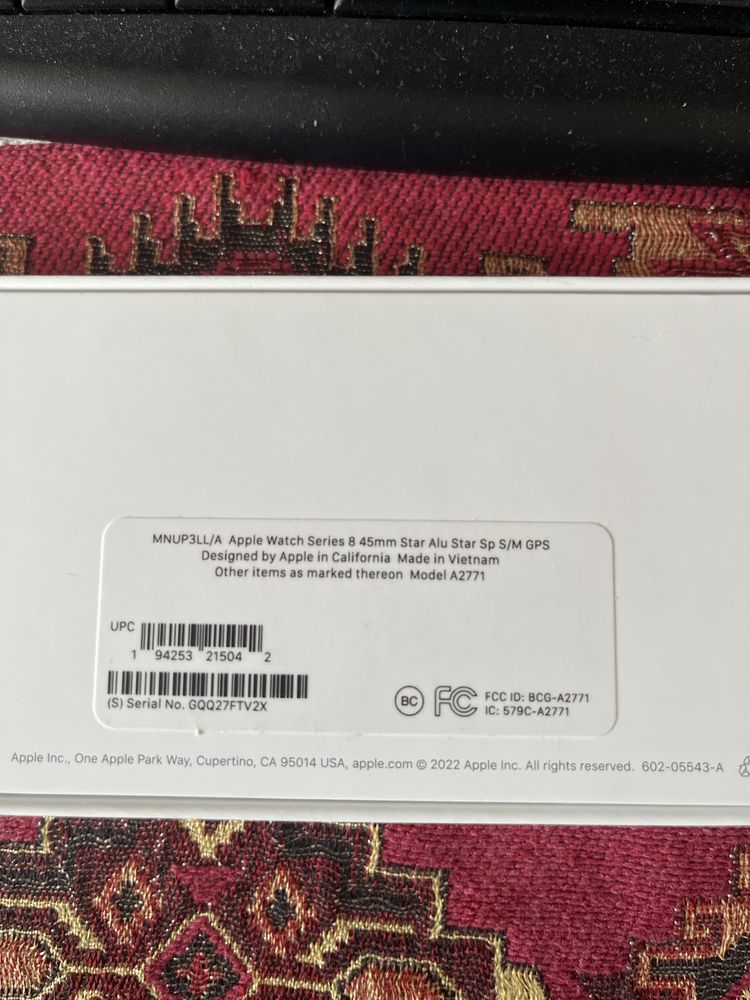 MNUP3LL/A Apple Watch Series 8 45mm Star Alu Star Sp S/M GPS
Designed by Apple in California Made in Vietnam
Other items as marked thereon Model A2771
UPC
1 94253 21504 2
(S) Serial No. GQQ27FTV2X
BC FC FCC ID: BCG-A2771
IC: 579C-A2771
Apple Inc., One Apple Park Way, Cupertino, CA 95014 USA, apple.com © 2022 Apple Inc. All rights reserved. 602-05543-A